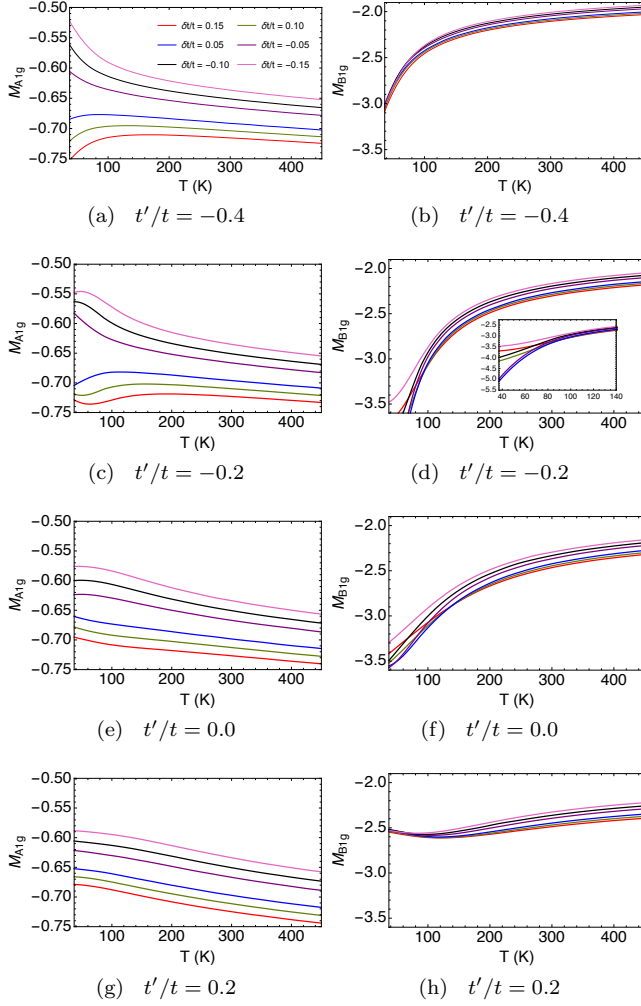 −0.50
−0.55
−0.60
−0.65
−0.70
−0.75
M_A1g
δt/t = 0.15 δt/t = 0.10
δt/t = 0.05 δt/t = −0.05
δt/t = −0.10 δt/t = −0.15
100 200 300 400
T (K)
(a) t′/t = −0.4
−2.0
−2.5
−3.0
−3.5
M_B1g
100 200 300 400
T (K)
(b) t′/t = −0.4
−0.50
−0.55
−0.60
−0.65
−0.70
−0.75
M_A1g
100 200 300 400
T (K)
(c) t′/t = −0.2
−2.0
−2.5
−3.0
−3.5
M_B1g
−2.5
−3.0
−3.5
−4.0
−4.5
−5.0
−5.5
40 60 80 100 120 140
100 200 300 400
T (K)
(d) t′/t = −0.2
−0.50
−0.55
−0.60
−0.65
−0.70
−0.75
M_A1g
100 200 300 400
T (K)
(e) t′/t = 0.0
−2.0
−2.5
−3.0
−3.5
M_B1g
100 200 300 400
T (K)
(f) t′/t = 0.0
−0.50
−0.55
−0.60
−0.65
−0.70
−0.75
M_A1g
100 200 300 400
T (K)
(g) t′/t = 0.2
−2.0
−2.5
−3.0
−3.5
M_B1g
100 200 300 400
T (K)
(h) t′/t = 0.2